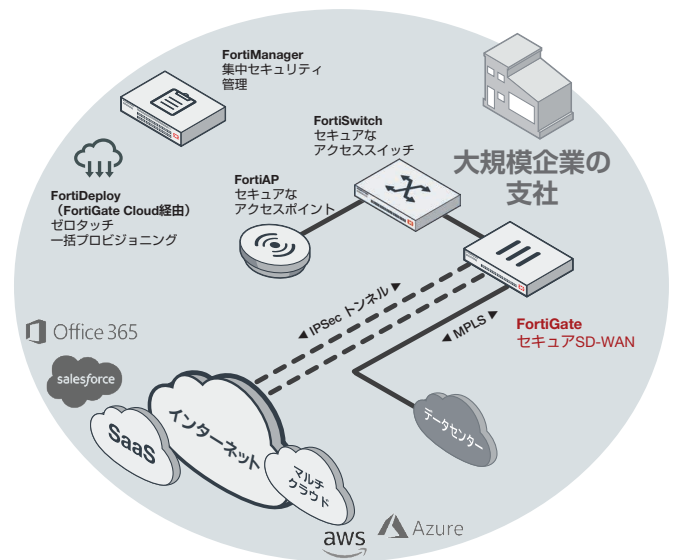 FortiManager
集中セキュリティ
管理
FortiSwitch
セキュアな
アクセススイッチ
大規模企業の
支社
FortiAP
セキュアな
アクセスポイント
FortiDeploy
（FortiGate Cloud経由）
ゼロタッチ
一括プロビジョニング
◀ IPSec トンネル ▶
◀ MPLS ▶
FortiGate
セキュアSD-WAN
Office 365
salesforce
SaaS
インターネット
マルチ
クラウド
データセンター
aws
Azure